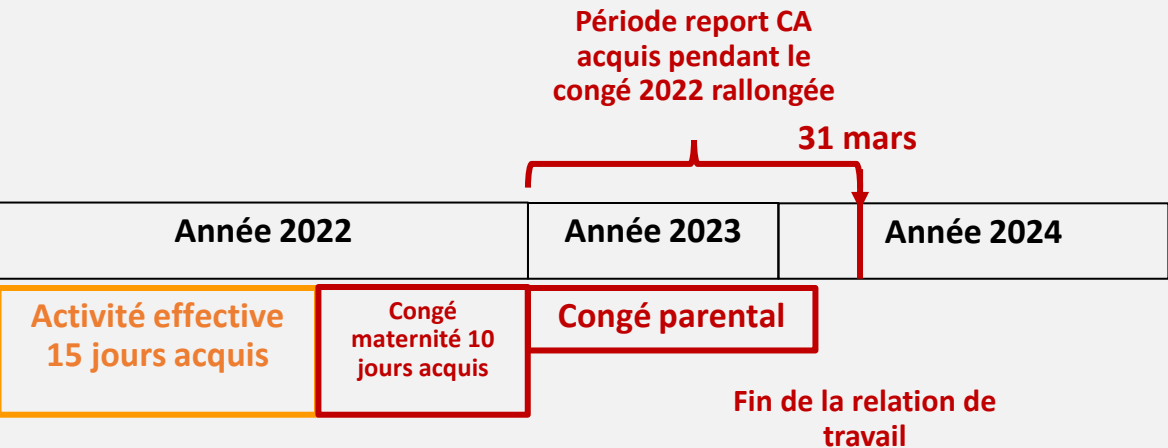 Période report CA
acquis pendant le
congé 2022 rallongée
31 mars
Année 2022
Année 2023
Année 2024
Activité effective
15 jours acquis
Congé
maternité 10
jours acquis
Congé parental
Fin de la relation de
travail